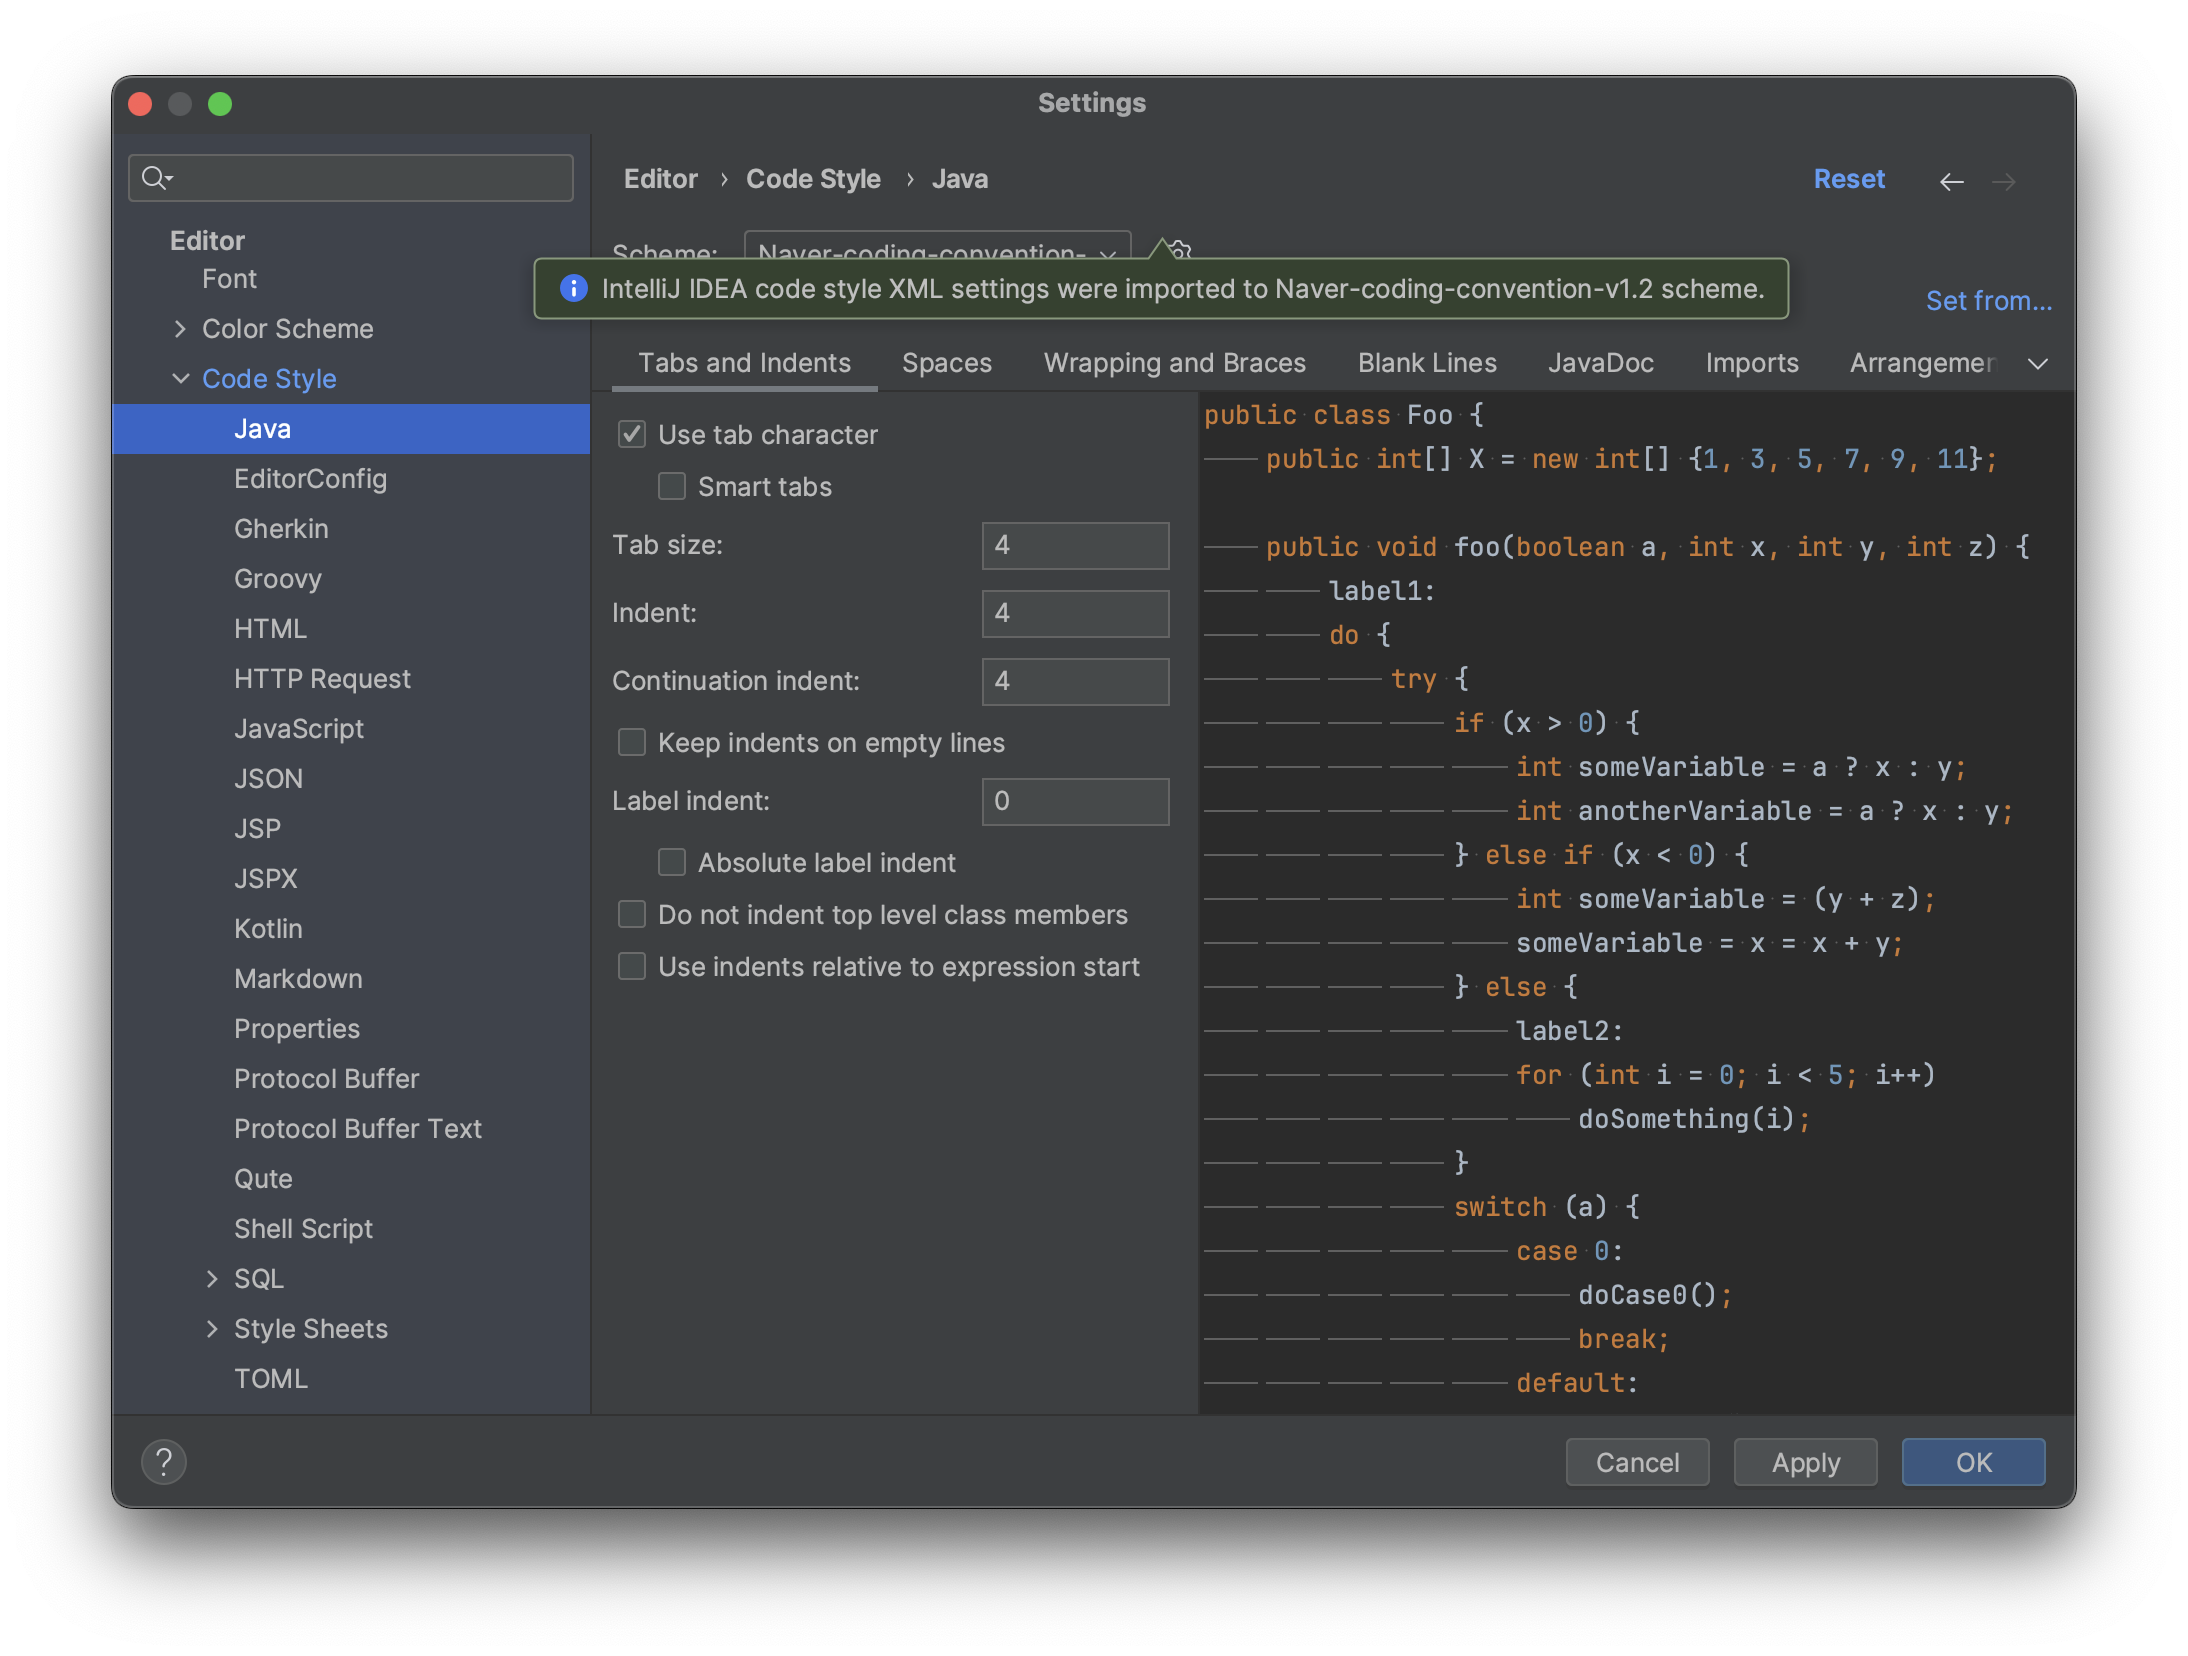 Settings
Editor
Font
Color Scheme
Code Style
Java
EditorConfig
Gherkin
Groovy
HTML
HTTP Request
JavaScript
JSON
JSP
JSPX
Kotlin
Markdown
Properties
Protocol Buffer
Protocol Buffer Text
Qute
Shell Script
SQL
Style Sheets
TOML
Editor › Code Style › Java
Reset
Scheme: Naver-coding-convention-
IntelliJ IDEA code style XML settings were imported to Naver-coding-convention-v1.2 scheme.
Set from...
Tabs and Indents Spaces Wrapping and Braces Blank Lines JavaDoc Imports Arrangemen
Use tab character
Smart tabs
Tab size: 4
Indent: 4
Continuation indent: 4
Keep indents on empty lines
Label indent: 0
Absolute label indent
Do not indent top level class members
Use indents relative to expression start
public class Foo {
public int[] X = new int[] {1, 3, 5, 7, 9, 11};
public void foo(boolean a, int x, int y, int z) {
label1:
do {
try {
if (x > 0) {
int someVariable = a ? x : y;
int anotherVariable = a ? x : y;
} else if (x < 0) {
int someVariable = (y + z);
someVariable = x = x + y;
} else {
label2:
for (int i = 0; i < 5; i++)
doSomething(i);
}
switch (a) {
case 0:
doCase0();
break;
default:
?
Cancel Apply OK